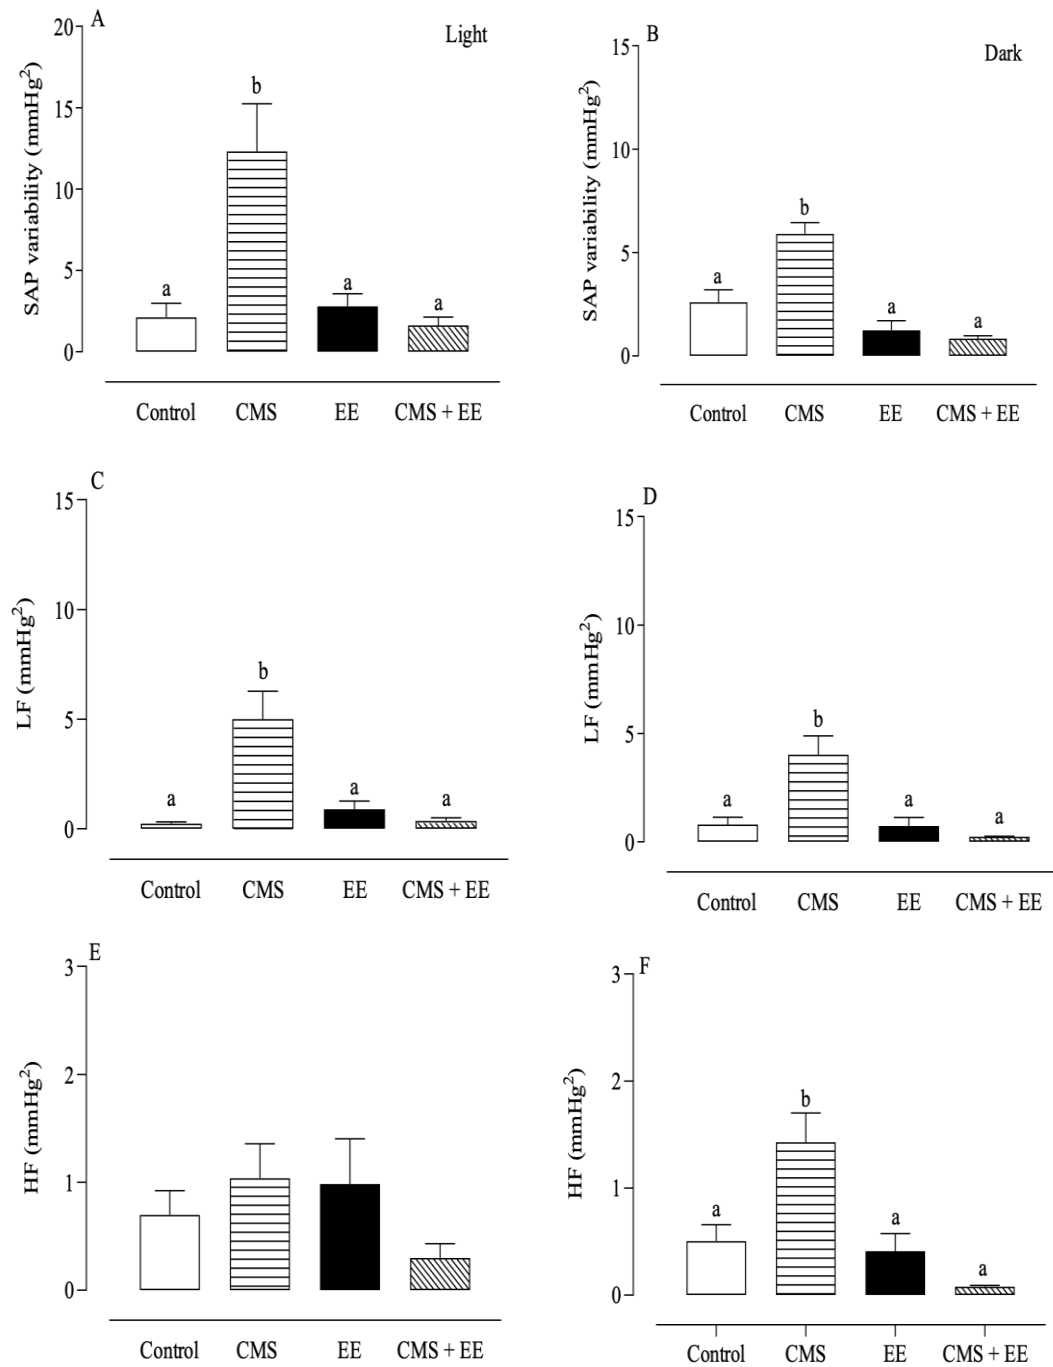 A
Light
SAP variability (mmHg²)
20
15
10
5
0
a
b
a
a
Control CMS EE CMS + EE
B
Dark
SAP variability (mmHg²)
15
10
5
0
a
b
a
a
Control CMS EE CMS + EE
C
LF (mmHg²)
15
10
5
0
a
b
a
a
Control CMS EE CMS + EE
D
LF (mmHg²)
15
10
5
0
a
b
a
a
Control CMS EE CMS + EE
E
HF (mmHg²)
3
2
1
0
Control CMS EE CMS + EE
F
HF (mmHg²)
3
2
1
0
a
b
a
a
Control CMS EE CMS + EE